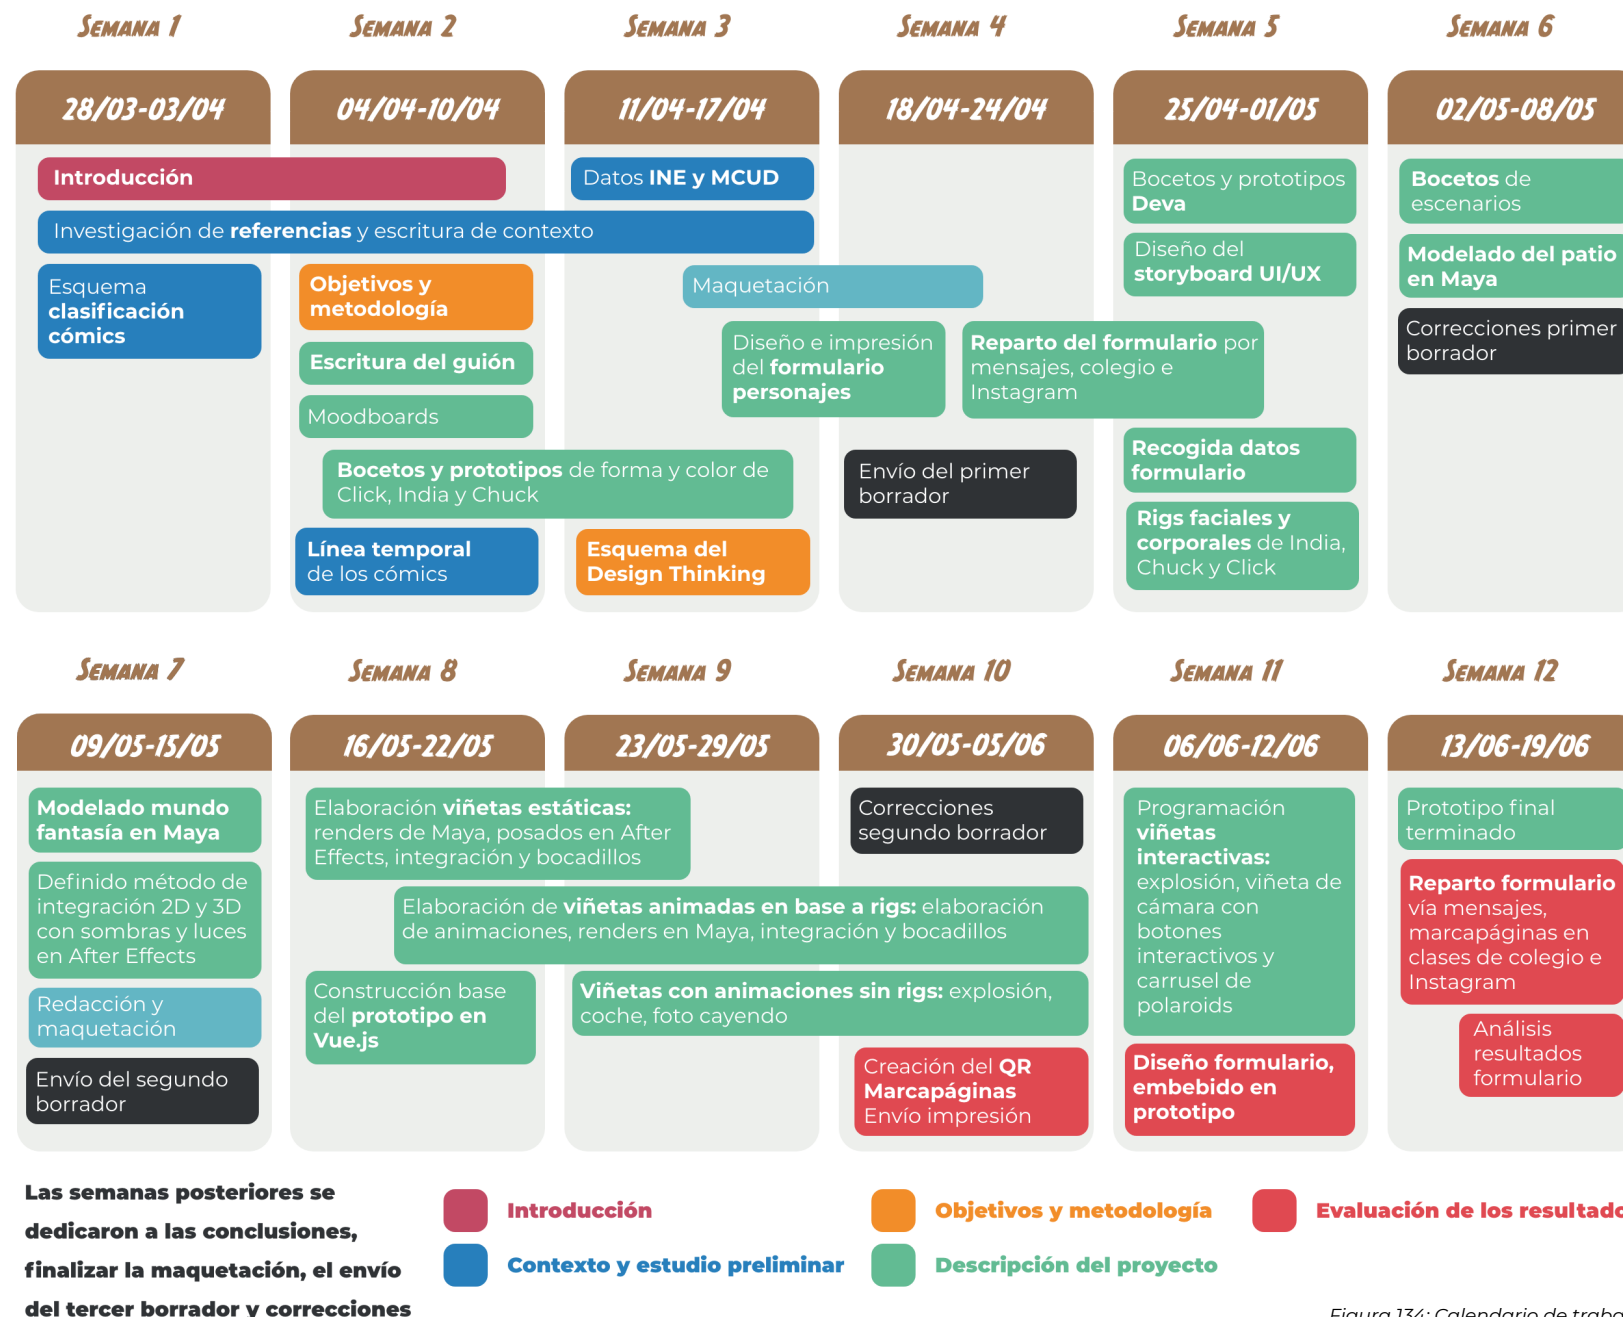 Semana 1
Semana 2
Semana 3
Semana 4
Semana 5
Semana 6
28/03-03/04
04/04-10/04
11/04-17/04
18/04-24/04
25/04-01/05
02/05-08/05
Introducción
Investigación de referencias y escritura de contexto
Esquema
clasificación
cómics
Objetivos y
metodología
Escritura del guión
Moodboards
Bocetos y prototipos de forma y color de
Click, India y Chuck
Línea temporal
de los cómics
Datos INE y MCUD
Maquetación
Diseño e impresión
del formulario
personajes
Esquema del
Design Thinking
Reparto del formulario por
mensajes, colegio e
Instagram
Envío del primer
borrador
Bocetos y prototipos
Deva
Diseño del
storyboard UI/UX
Recogida datos
formulario
Rigs faciales y
corporales de India,
Chuck y Click
Bocetos de
escenarios
Modelado del patio
en Maya
Correcciones primer
borrador
Semana 7
Semana 8
Semana 9
Semana 10
Semana 11
Semana 12
09/05-15/05
16/05-22/05
23/05-29/05
30/05-05/06
06/06-12/06
13/06-19/06
Modelado mundo
fantasía en Maya
Definido método de
integración 2D y 3D
con sombras y luces
en After Effects
Redacción y
maquetación
Envío del segundo
borrador
Elaboración viñetas estáticas:
renders de Maya, posados en After
Effects, integración y bocadillos
Elaboración de viñetas animadas en base a rigs: elaboración
de animaciones, renders en Maya, integración y bocadillos
Construcción base
del prototipo en
Vue.js
Viñetas con animaciones sin rigs: explosión,
coche, foto cayendo
Correcciones
segundo borrador
Creación del QR
Marcapáginas
Envío impresión
Programación
viñetas
interactivas:
explosión, viñeta de
cámara con
botones
interactivos y
carrusel de
polaroids
Diseño formulario,
embebido en
prototipo
Prototipo final
terminado
Reparto formulario
vía mensajes,
marcapáginas en
clases de colegio e
Instagram
Análisis
resultados
formulario
Las semanas posteriores se
dedicaron a las conclusiones,
finalizar la maquetación, el envío
del tercer borrador y correcciones
Introducción
Contexto y estudio preliminar
Objetivos y metodología
Descripción del proyecto
Evaluación de los resultado
Figura 134: Calendario de traba